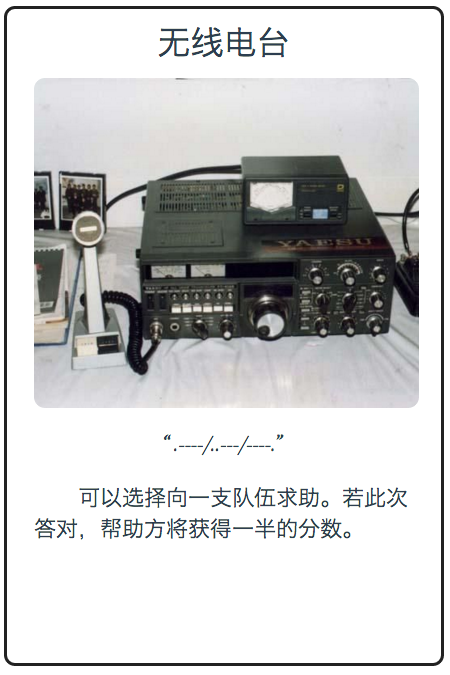 无线电台
YAESU
“.----/..---/----.”
可以选择向一支队伍求助。若此次
答对，帮助方将获得一半的分数。